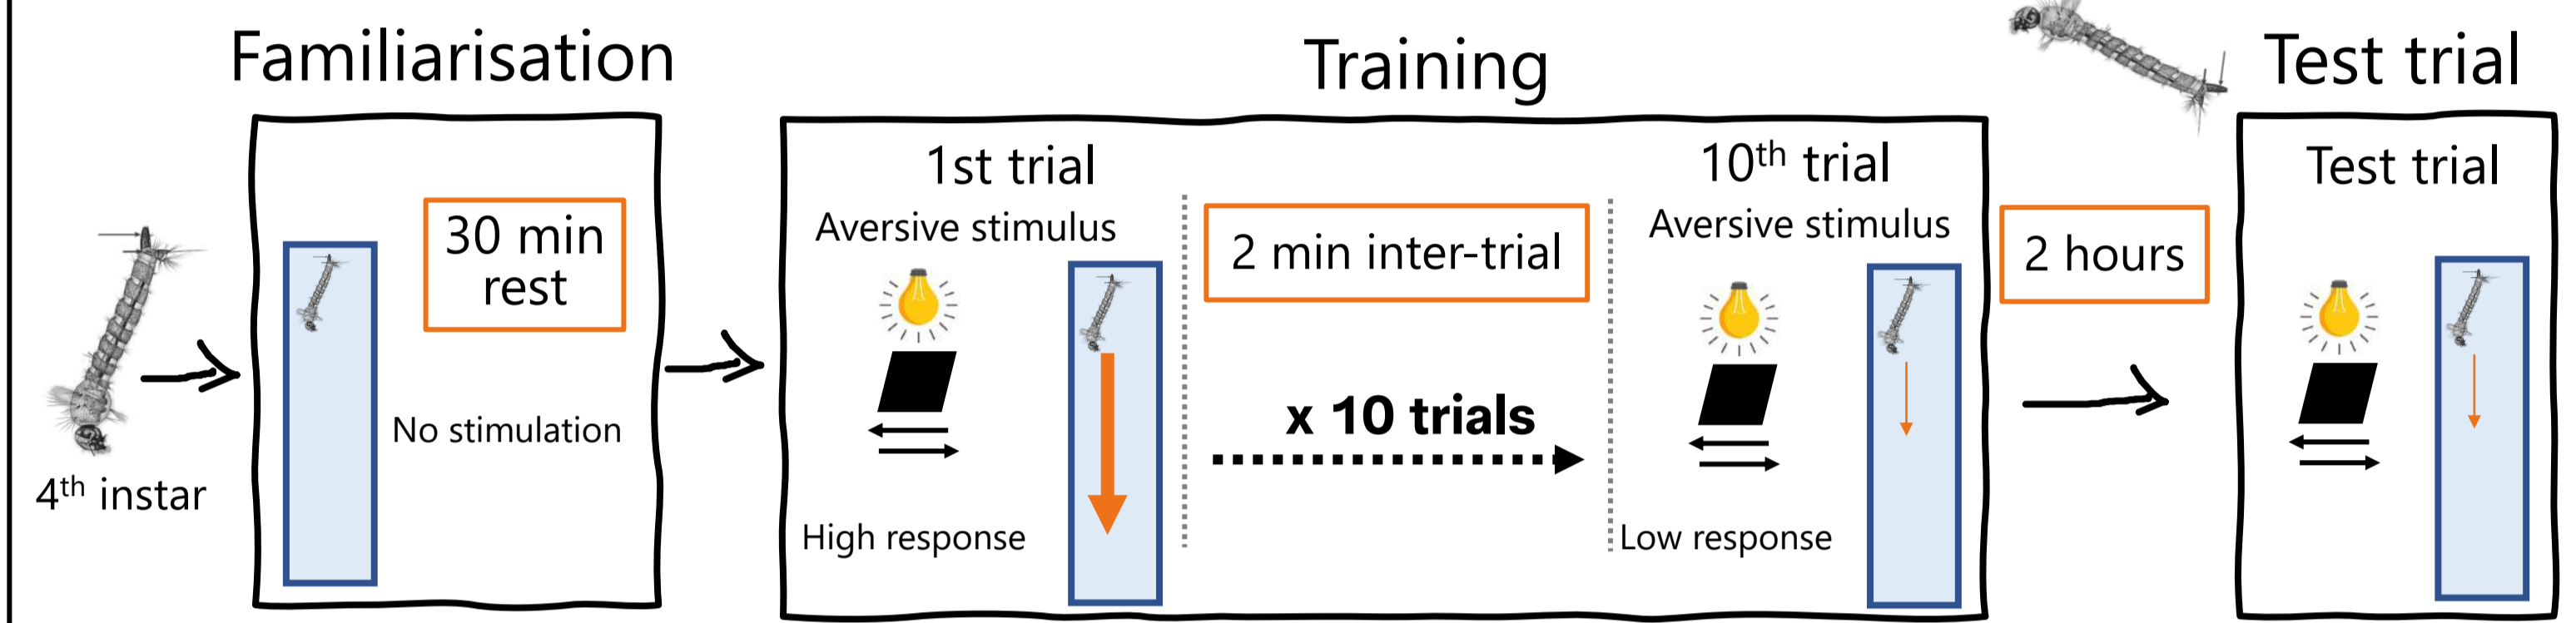 Familiarisation
Training
Test trial
30 min
rest
No stimulation
4th instar
1st trial
Aversive stimulus
High response
2 min inter-trial
x 10 trials
10th trial
Aversive stimulus
Low response
2 hours
Test trial